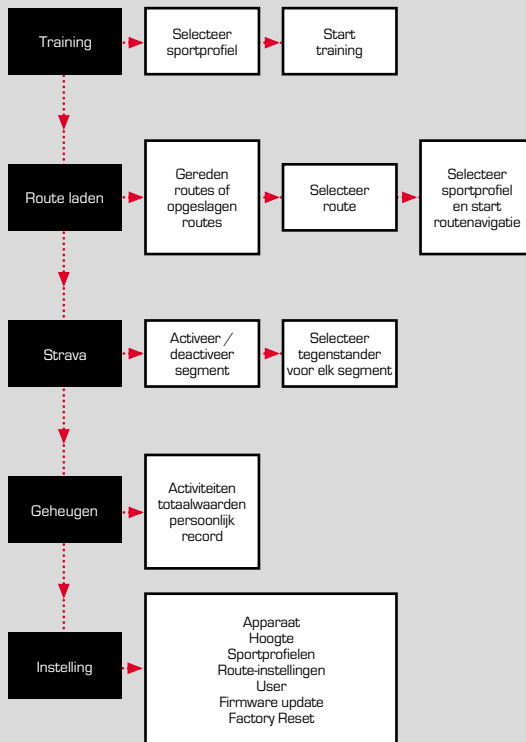 Training
Selecteer
sportprofiel
Start
training
Route laden
Gereden
routes of
opgeslagen
routes
Selecteer
route
Selecteer
sportprofiel
en start
routenavigatie
Strava
Activeer /
deactiveer
segment
Selecteer
tegenstander
voor elk segment
Geheugen
Activiteiten
totaalwaarden
persoonlijk
record
Instelling
Apparaat
Hoogte
Sportprofielen
Route-instellingen
User
Firmware update
Factory Reset